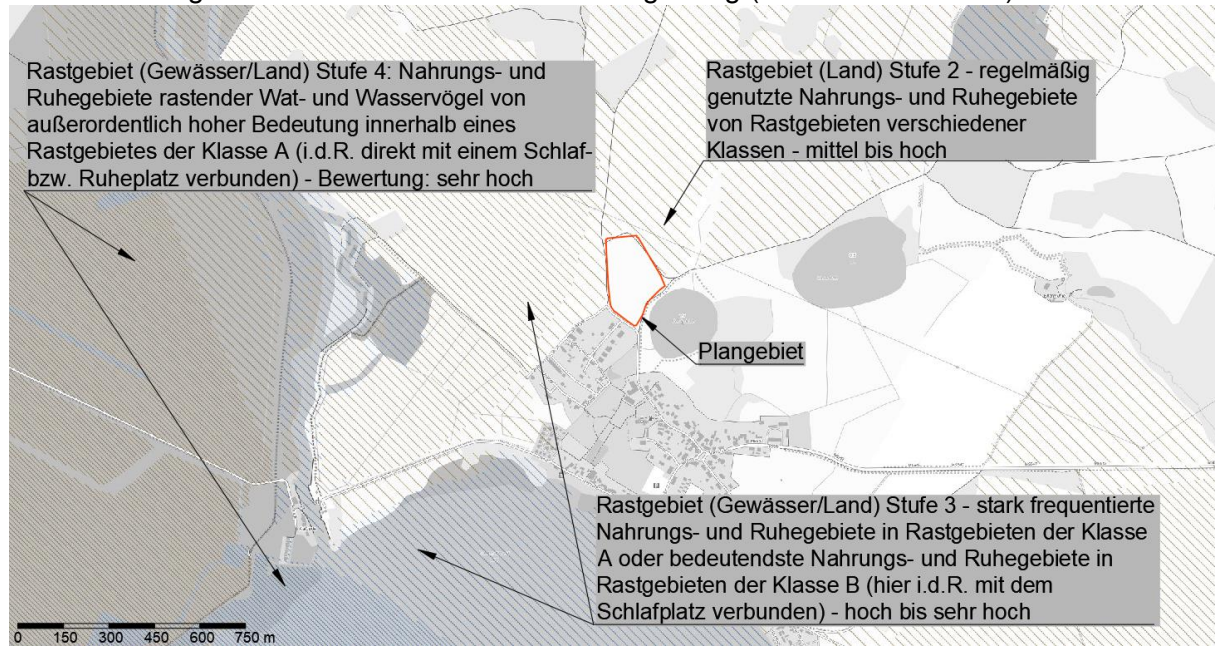 Rastgebiet (Gewässer/Land) Stufe 4: Nahrungs- und
Ruhegebiete rastender Wat- und Wasservögel von
außerordentlich hoher Bedeutung innerhalb eines
Rastgebietes der Klasse A (i.d.R. direkt mit einem Schlaf-
bzw. Ruheplatz verbunden) - Bewertung: sehr hoch
Rastgebiet (Land) Stufe 2 - regelmäßig
genutzte Nahrungs- und Ruhegebiete
von Rastgebieten verschiedener
Klassen - mittel bis hoch
Plangebiet
Rastgebiet (Gewässer/Land) Stufe 3 - stark frequentierte
Nahrungs- und Ruhegebiete in Rastgebieten der Klasse
A oder bedeutendste Nahrungs- und Ruhegebiete in
Rastgebieten der Klasse B (hier i.d.R. mit dem
Schlafplatz verbunden) - hoch bis sehr hoch
0 150 300 450 600 750 m